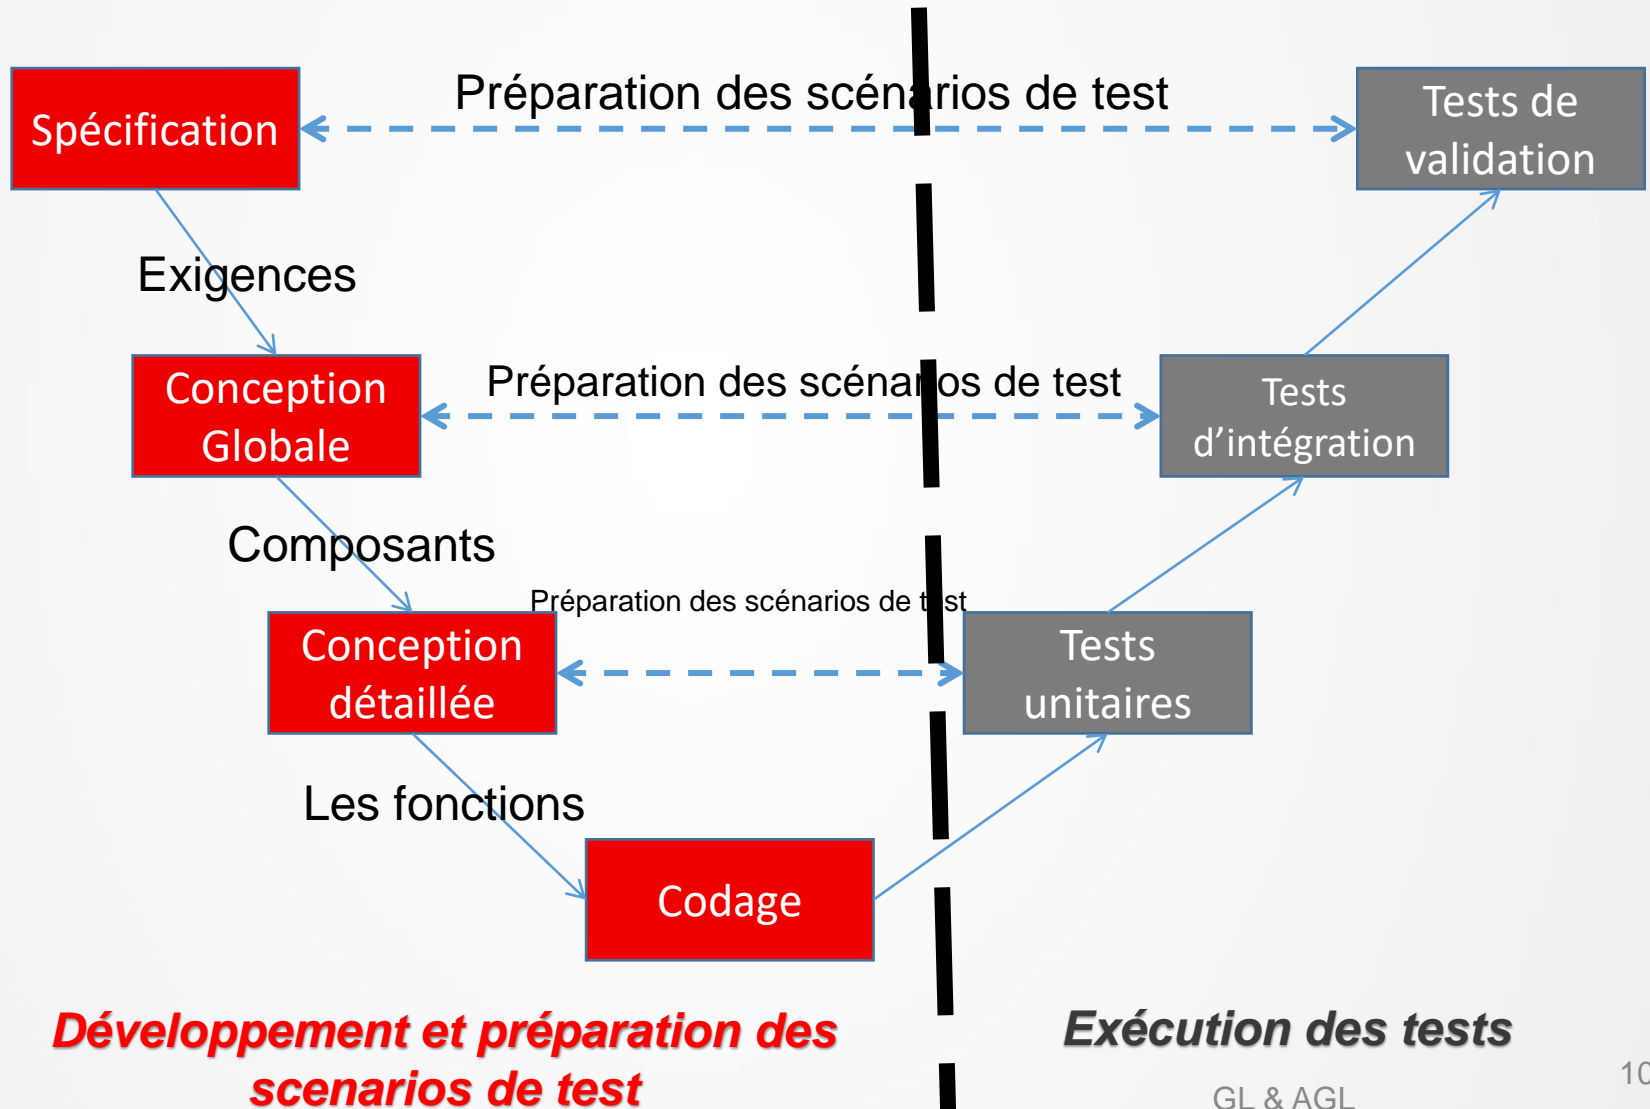 Préparation des scénarios de test
Spécification
Tests de
validation
Exigences
Conception
Globale
Préparation des scénarios de test
Tests
d’intégration
Composants
Préparation des scénarios de test
Conception
détaillée
Tests
unitaires
Les fonctions
Codage
Développement et préparation des
scenarios de test
Exécution des tests
GL & AGL
10